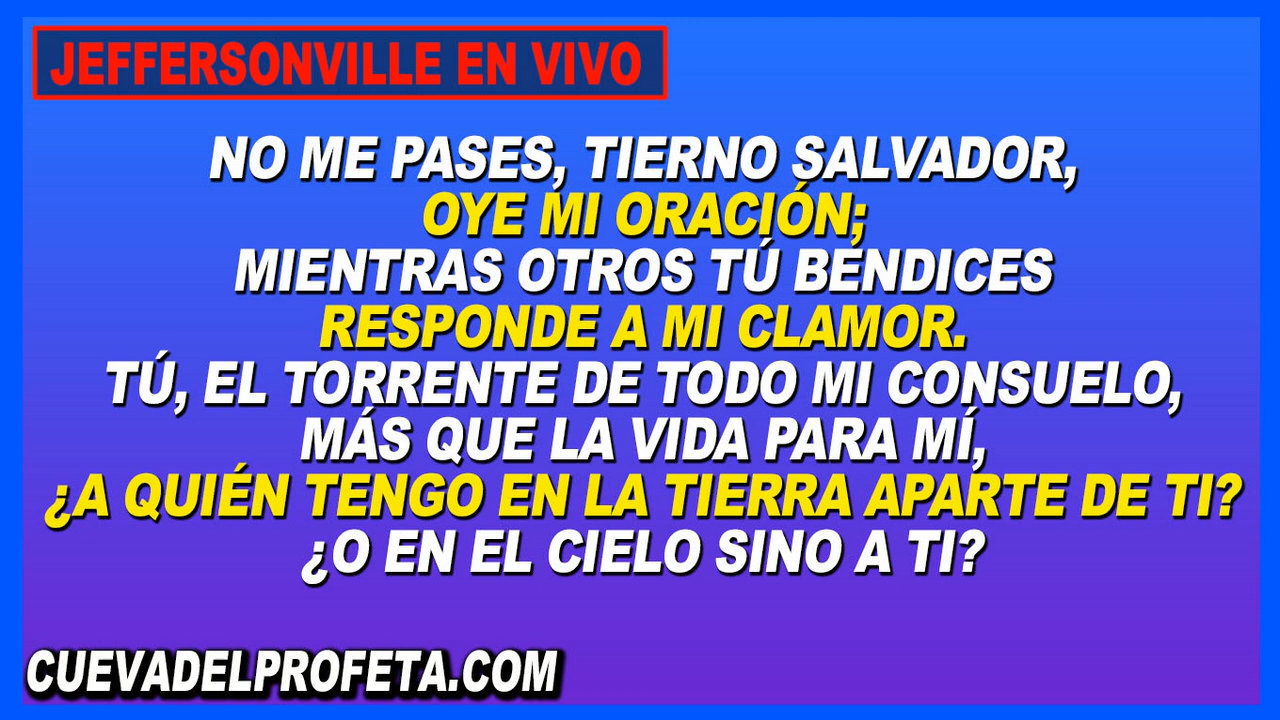 JEFFERSONVILLE EN VIVO
NO ME PASES, TIERNO SALVADOR,
OYE MI ORACIÓN;
MIENTRAS OTROS TÚ BENDICES
RESPONDE A MI CLAMOR.
TÚ, EL TORRENTE DE TODO MI CONSUELO,
MÁS QUE LA VIDA PARA MÍ,
¿A QUIÉN TENGO EN LA TIERRA APARTE DE TI?
¿O EN EL CIELO SINO A TI?
CUEVADELPROFETA.COM